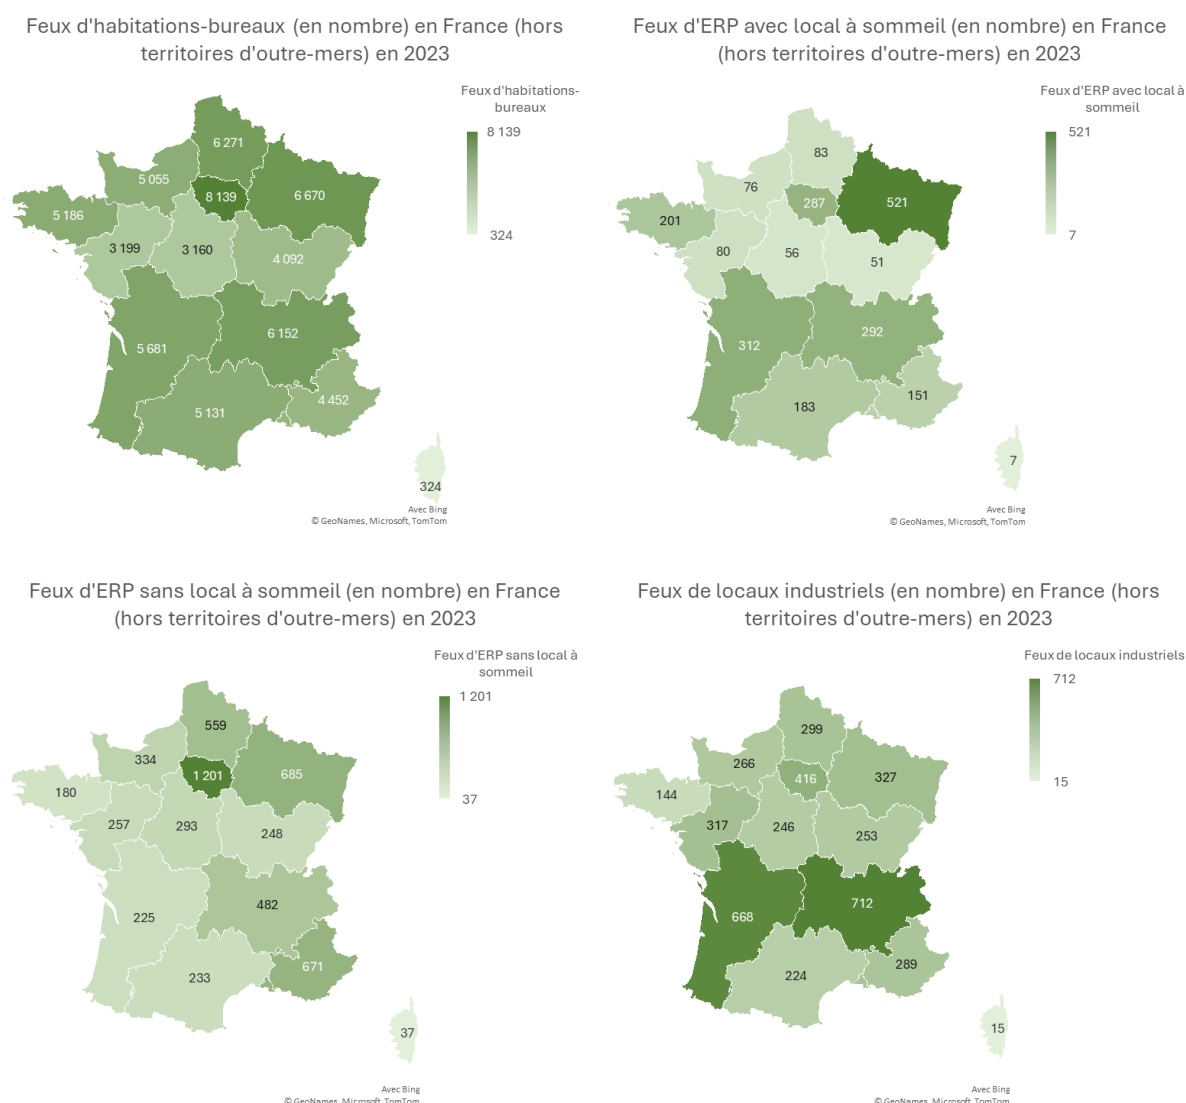 Feux d'habitations-bureaux (en nombre) en France (hors
territoires d'outre-mers) en 2023
Feux d'habitations-
bureaux
8 139
324
6 271
5 055
8 139
6 670
5 186
3 199
3 160
4 092
5 681
6 152
5 131
4 452
324
Avec Bing
© GeoNames, Microsoft, TomTom
Feux d'ERP avec local à sommeil (en nombre) en France
(hors territoires d'outre-mers) en 2023
Feux d'ERP avec local à
sommeil
521
7
83
76
287
521
201
80
56
51
312
292
183
151
7
Avec Bing
© GeoNames, Microsoft, TomTom
Feux d'ERP sans local à sommeil (en nombre) en France
(hors territoires d'outre-mers) en 2023
Feux d'ERP sans local à
sommeil
1 201
37
559
334
1 201
685
180
257
293
248
225
482
233
671
37
Avec Bing
© GeoNames, Microsoft, TomTom
Feux de locaux industriels (en nombre) en France (hors
territoires d'outre-mers) en 2023
Feux de locaux industriels
712
15
299
266
416
327
144
317
246
253
668
712
224
289
15
Avec Bing
© GeoNames, Microsoft, TomTom